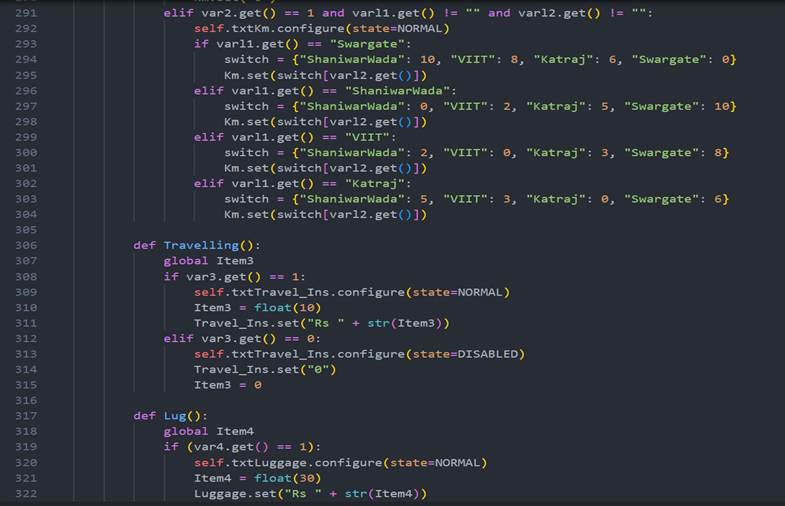 291 elif var2.get() == 1 and varl1.get() != "" and varl2.get() != "":
292 self.txtKm.configure(state=NORMAL)
293 if varl1.get() == "Swargate":
294 switch = {"ShaniwarWada": 10, "VIIT": 8, "Katraj": 6, "Swargate": 0}
295 Km.set(switch[varl2.get()])
296 elif varl1.get() == "ShaniwarWada":
297 switch = {"ShaniwarWada": 0, "VIIT": 2, "Katraj": 5, "Swargate": 10}
298 Km.set(switch[varl2.get()])
299 elif varl1.get() == "VIIT":
300 switch = {"ShaniwarWada": 2, "VIIT": 0, "Katraj": 3, "Swargate": 8}
301 Km.set(switch[varl2.get()])
302 elif varl1.get() == "Katraj":
303 switch = {"ShaniwarWada": 5, "VIIT": 3, "Katraj": 0, "Swargate": 6}
304 Km.set(switch[varl2.get()])
305
306 def Travelling():
307 global Item3
308 if var3.get() == 1:
309 self.txtTravel_Ins.configure(state=NORMAL)
310 Item3 = float(10)
311 Travel_Ins.set("Rs " + str(Item3))
312 elif var3.get() == 0:
313 self.txtTravel_Ins.configure(state=DISABLED)
314 Travel_Ins.set("0")
315 Item3 = 0
316
317 def Lug():
318 global Item4
319 if (var4.get() == 1):
320 self.txtLuggage.configure(state=NORMAL)
321 Item4 = float(30)
322 Luggage.set("Rs " + str(Item4))